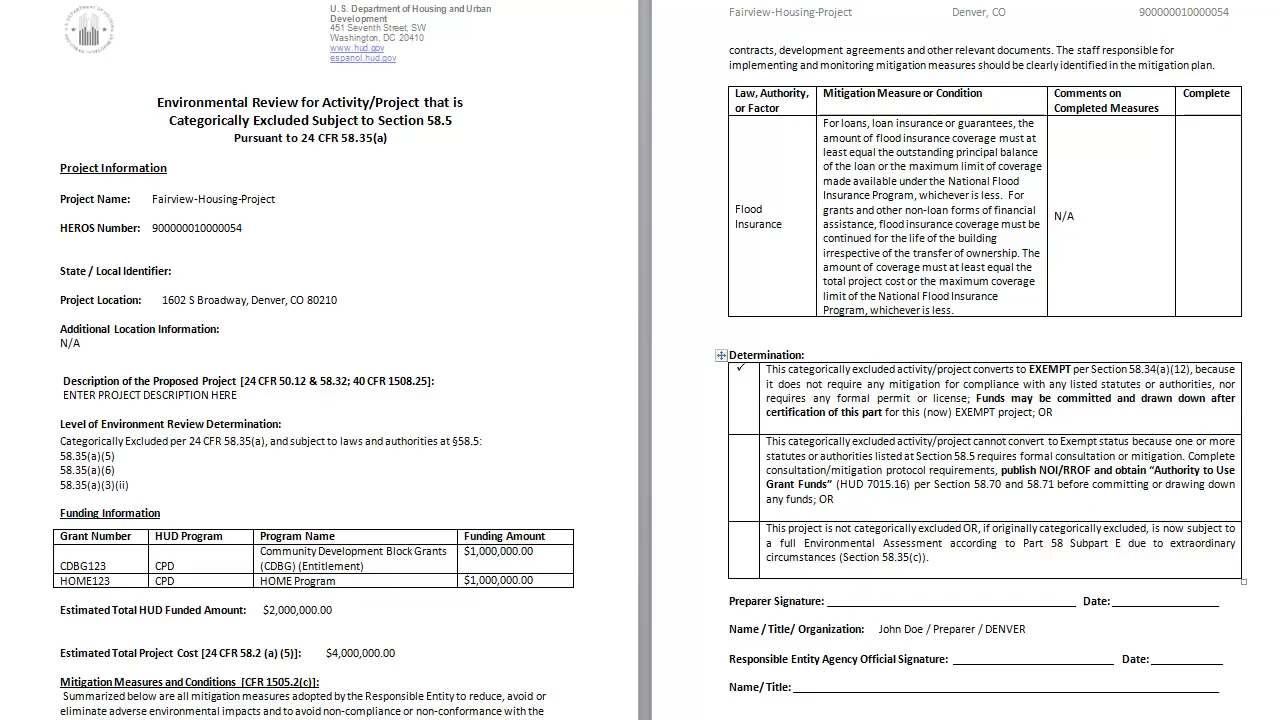 U.S. Department of Housing and Urban
Development
451 Seventh Street, SW
Washington, DC 20410
www.hud.gov
espanol.hud.gov
Environmental Review for Activity/Project that is
Categorically Excluded Subject to Section 58.5
Pursuant to 24 CFR 58.35(a)
Project Information
Project Name: Fairview-Housing-Project
HEROS Number: 900000010000054
State / Local Identifier:
Project Location: 1602 S Broadway, Denver, CO 80210
Additional Location Information:
N/A
Description of the Proposed Project [24 CFR 50.12 & 58.32; 40 CFR 1508.25]:
ENTER PROJECT DESCRIPTION HERE
Level of Environment Review Determination:
Categorically Excluded per 24 CFR 58.35(a), and subject to laws and authorities at §58.5:
58.35(a)(5)
58.35(a)(6)
58.35(a)(3)(ii)
Funding Information
Grant Number HUD Program Program Name Funding Amount
CDBG123 CPD Community Development Block Grants $1,000,000.00
(CDBG) (Entitlement)
HOME123 CPD HOME Program $1,000,000.00
Estimated Total HUD Funded Amount: $2,000,000.00
Estimated Total Project Cost [24 CFR 58.2 (a) (5)]: $4,000,000.00
Mitigation Measures and Conditions [CFR 1505.2(c)]:
Summarized below are all mitigation measures adopted by the Responsible Entity to reduce, avoid or
eliminate adverse environmental impacts and to avoid non-compliance or non-conformance with the
Fairview-Housing-Project Denver, CO 900000010000054
contracts, development agreements and other relevant documents. The staff responsible for
implementing and monitoring mitigation measures should be clearly identified in the mitigation plan.
Law, Authority, Mitigation Measure or Condition Comments on Complete
or Factor Completed Measures
Flood
Insurance
For loans, loan insurance or guarantees, the
amount of flood insurance coverage must at
least equal the outstanding principal balance
of the loan or the maximum limit of coverage
made available under the National Flood
Insurance Program, whichever is less. For
grants and other non-loan forms of financial
assistance, flood insurance coverage must be
continued for the life of the building
irrespective of the transfer of ownership. The
amount of coverage must at least equal the
total project cost or the maximum coverage
limit of the National Flood Insurance
Program, whichever is less.
N/A
Determination:
✓ This categorically excluded activity/project converts to EXEMPT per Section 58.34(a)(12), because
it does not require any mitigation for compliance with any listed statutes or authorities, nor
requires any formal permit or license; Funds may be committed and drawn down after
certification of this part for this (now) EXEMPT project; OR
This categorically excluded activity/project cannot convert to Exempt status because one or more
statutes or authorities listed at Section 58.5 requires formal consultation or mitigation. Complete
consultation/mitigation protocol requirements, publish NOI/RROF and obtain “Authority to Use
Grant Funds” (HUD 7015.16) per Section 58.70 and 58.71 before committing or drawing down
any funds; OR
This project is not categorically excluded OR, if originally categorically excluded, is now subject to
a full Environmental Assessment according to Part 58 Subpart E due to extraordinary
circumstances (Section 58.35(c)).
Preparer Signature: Date:
Name / Title/ Organization: John Doe / Preparer / DENVER
Responsible Entity Agency Official Signature: Date:
Name/ Title: